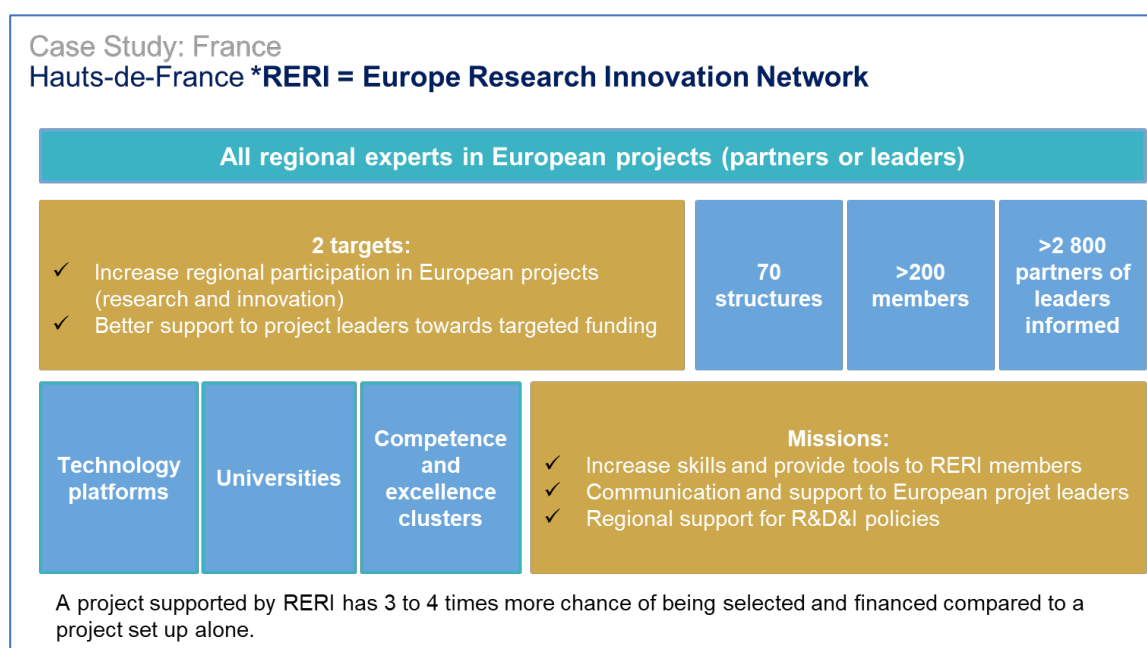 Case Study: France
Hauts-de-France *RERI = Europe Research Innovation Network
All regional experts in European projects (partners or leaders)
2 targets:
✓ Increase regional participation in European projects
(research and innovation)
✓ Better support to project leaders towards targeted funding
70
structures
>200
members
>2 800
partners of
leaders
informed
Technology
platforms
Universities
Competence
and
excellence
clusters
Missions:
✓ Increase skills and provide tools to RERI members
✓ Communication and support to European projet leaders
✓ Regional support for R&D&I policies
A project supported by RERI has 3 to 4 times more chance of being selected and financed compared to a
project set up alone.